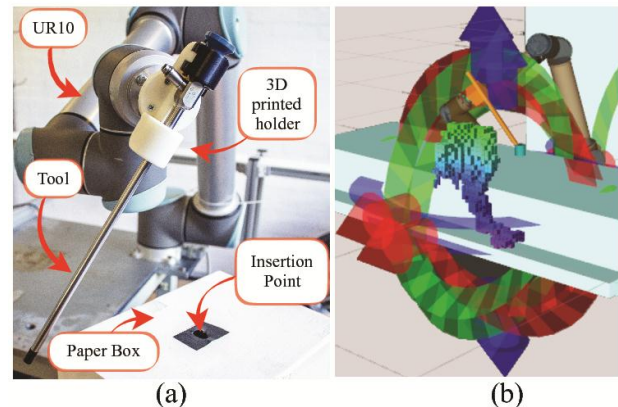 UR10
3D
printed
holder
Tool
Insertion
Point
Paper Box
(a)
(b)